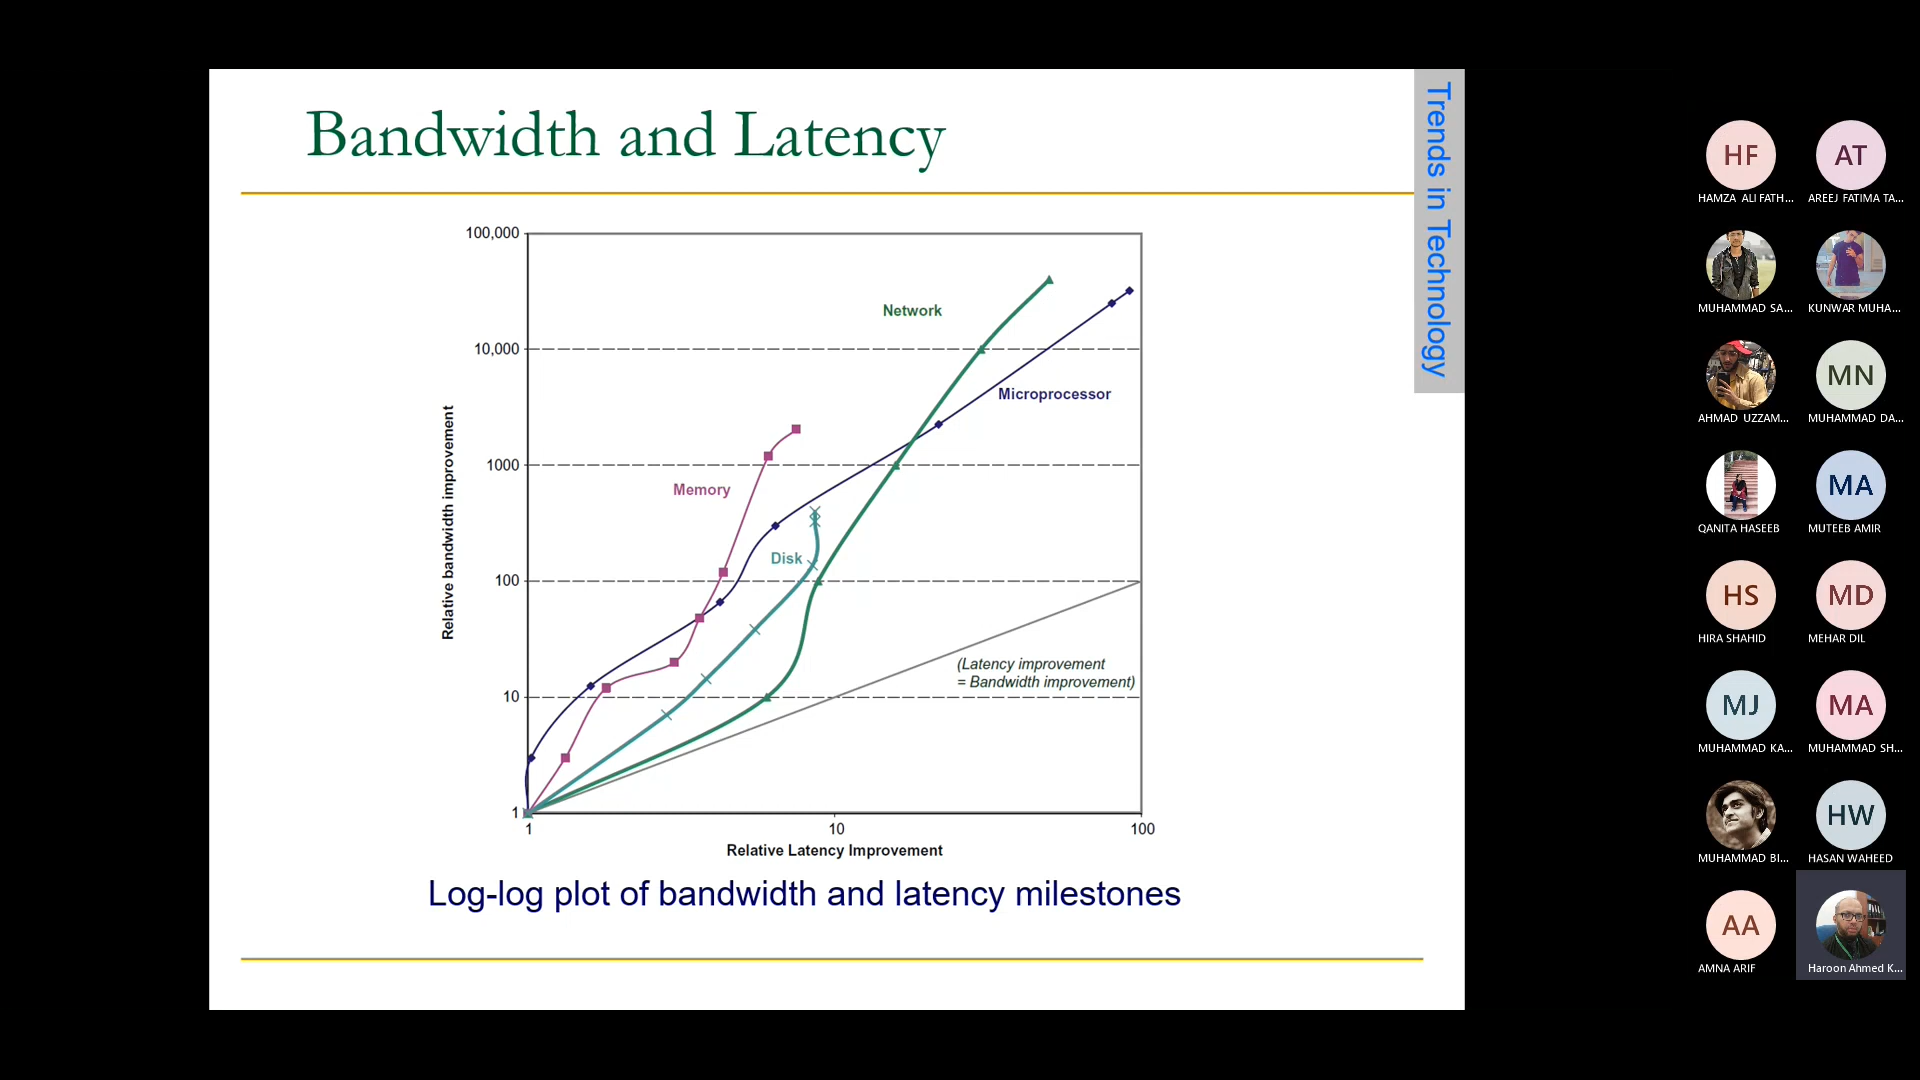 Bandwidth and Latency
Trends in Technology
100,000
10,000
1000
100
10
1
Relative bandwidth improvement
Network
Microprocessor
Memory
Disk
(Latency improvement
= Bandwidth improvement)
1
10
100
Relative Latency Improvement
Log-log plot of bandwidth and latency milestones
HF
AT
HAMZA ALI FATH...
AREEJ FATIMA TA...
MUHAMMAD SA...
KUNWAR MUHA...
MN
AHMAD UZZAM...
MUHAMMAD DA...
MA
QANITA HASEEB
MUTEEB AMIR
HS
MD
HIRA SHAHID
MEHAR DIL
MJ
MA
MUHAMMAD KA...
MUHAMMAD SH...
HW
MUHAMMAD BI...
HASAN WAHEED
AA
AMNA ARIF
Haroon Ahmed K...